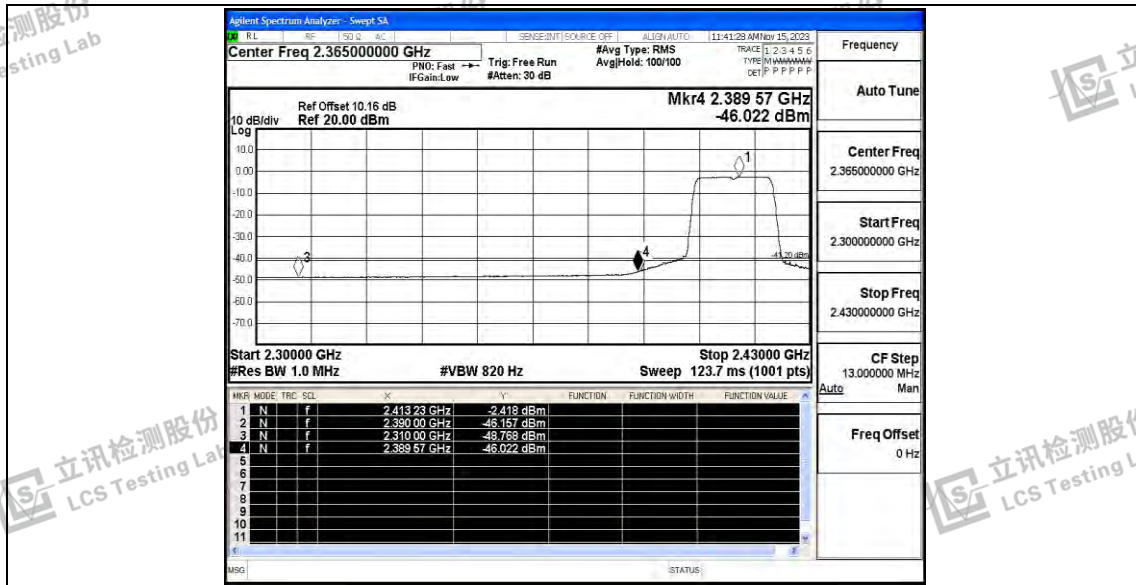 Agilent Spectrum Analyzer - Swept SA
RL RF 50 Ω AC SENSE:INT SOURCE OFF ALIGN AUTO 11:41:28 AM Nov 15, 2023
Center Freq 2.365000000 GHz
PNO: Fast
IFGain:Low
Trig: Free Run
#Atten: 30 dB
#Avg Type: RMS
Avg|Hold: 100/100
TRACE 1 2 3 4 5 6
TYPE M WWWWW
DET P P P P P P
Frequency
Auto Tune
Center Freq
2.365000000 GHz
Start Freq
2.300000000 GHz
Stop Freq
2.430000000 GHz
CF Step
13.000000 MHz
Auto Man
Freq Offset
0 Hz
Mkr4 2.389 57 GHz
-46.022 dBm
Ref Offset 10.16 dB
10 dB/div Ref 20.00 dBm
Log
10.0
0.00
-10.0
-20.0
-30.0
-40.0
-50.0
-60.0
-70.0
1
3
4
-41.20 dBm
Start 2.30000 GHz Stop 2.43000 GHz
#Res BW 1.0 MHz #VBW 820 Hz Sweep 123.7 ms (1001 pts)
MKR MODE TRC SCL X Y FUNCTION FUNCTION WIDTH FUNCTION VALUE
1 N f 2.413 23 GHz -2.418 dBm
2 N f 2.390 00 GHz -46.157 dBm
3 N f 2.310 00 GHz -48.768 dBm
4 N f 2.389 57 GHz -46.022 dBm
5
6
7
8
9
10
11
MSG STATUS
立讯检测股份
LCS Testing Lab
立讯检测股份
LCS Testing L